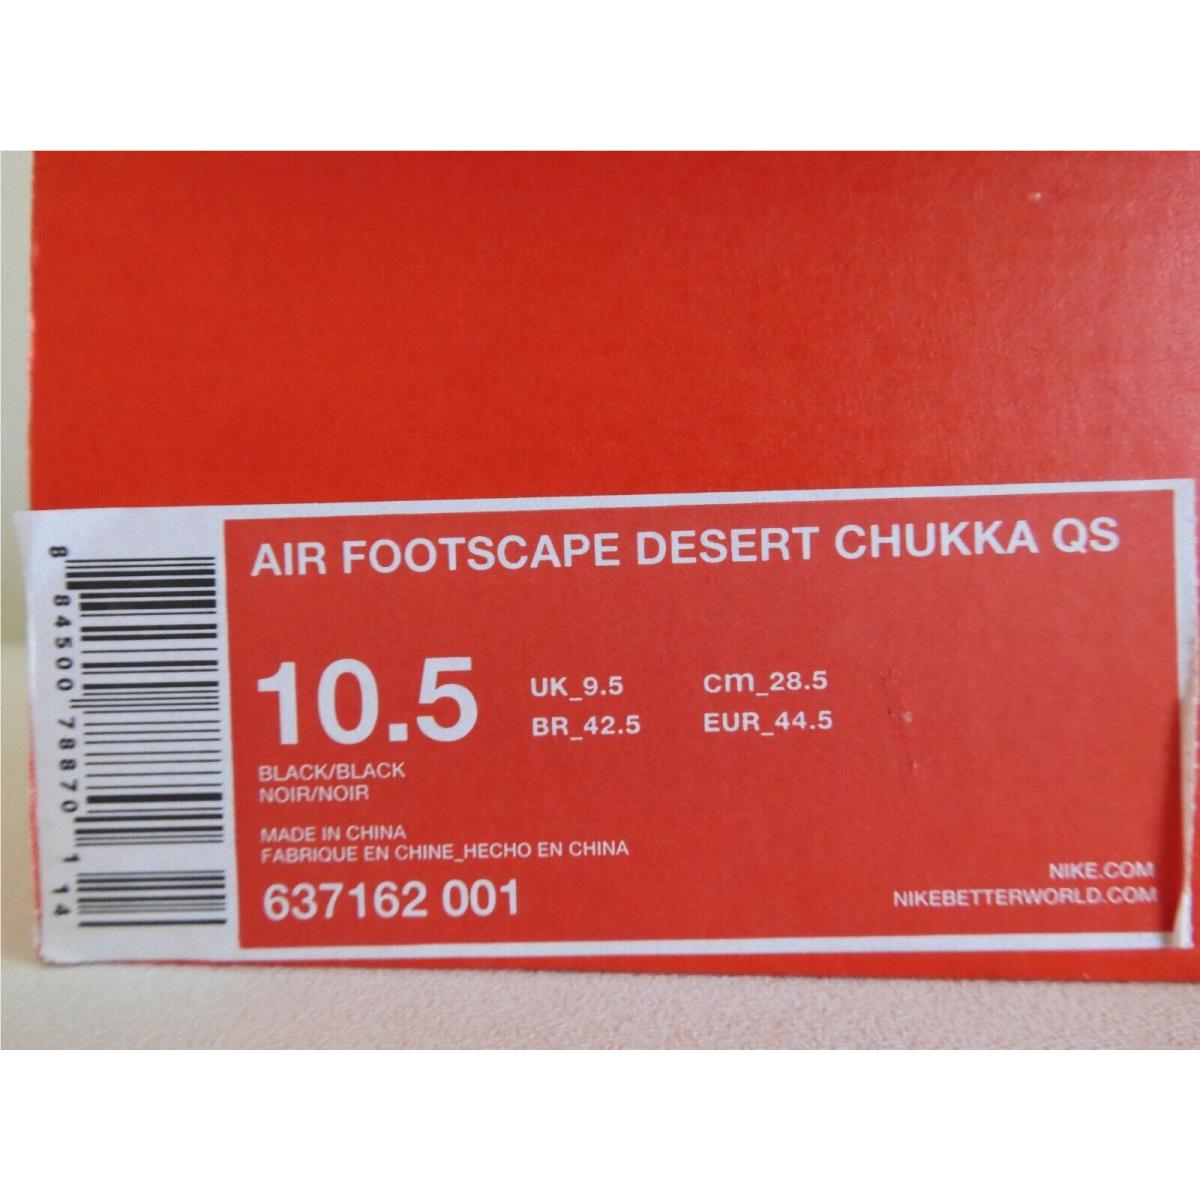 AIR FOOTSCAPE DESERT CHUKKA QS
10.5
UK_9.5 cm_28.5
BR_42.5 EUR_44.5
BLACK/BLACK
NOIR/NOIR
MADE IN CHINA
FABRIQUE EN CHINE_HECHO EN CHINA
637162 001
NIKE.COM
NIKEBETTERWORLD.COM
8 84500 78870 1 14